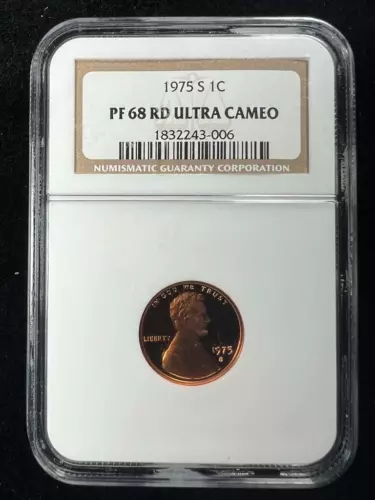 1975 S 1C
PF 68 RD ULTRA CAMEO
1832243-006
NUMISMATIC GUARANTY CORPORATION
IN GOD WE TRUST
LIBERTY
1975
S